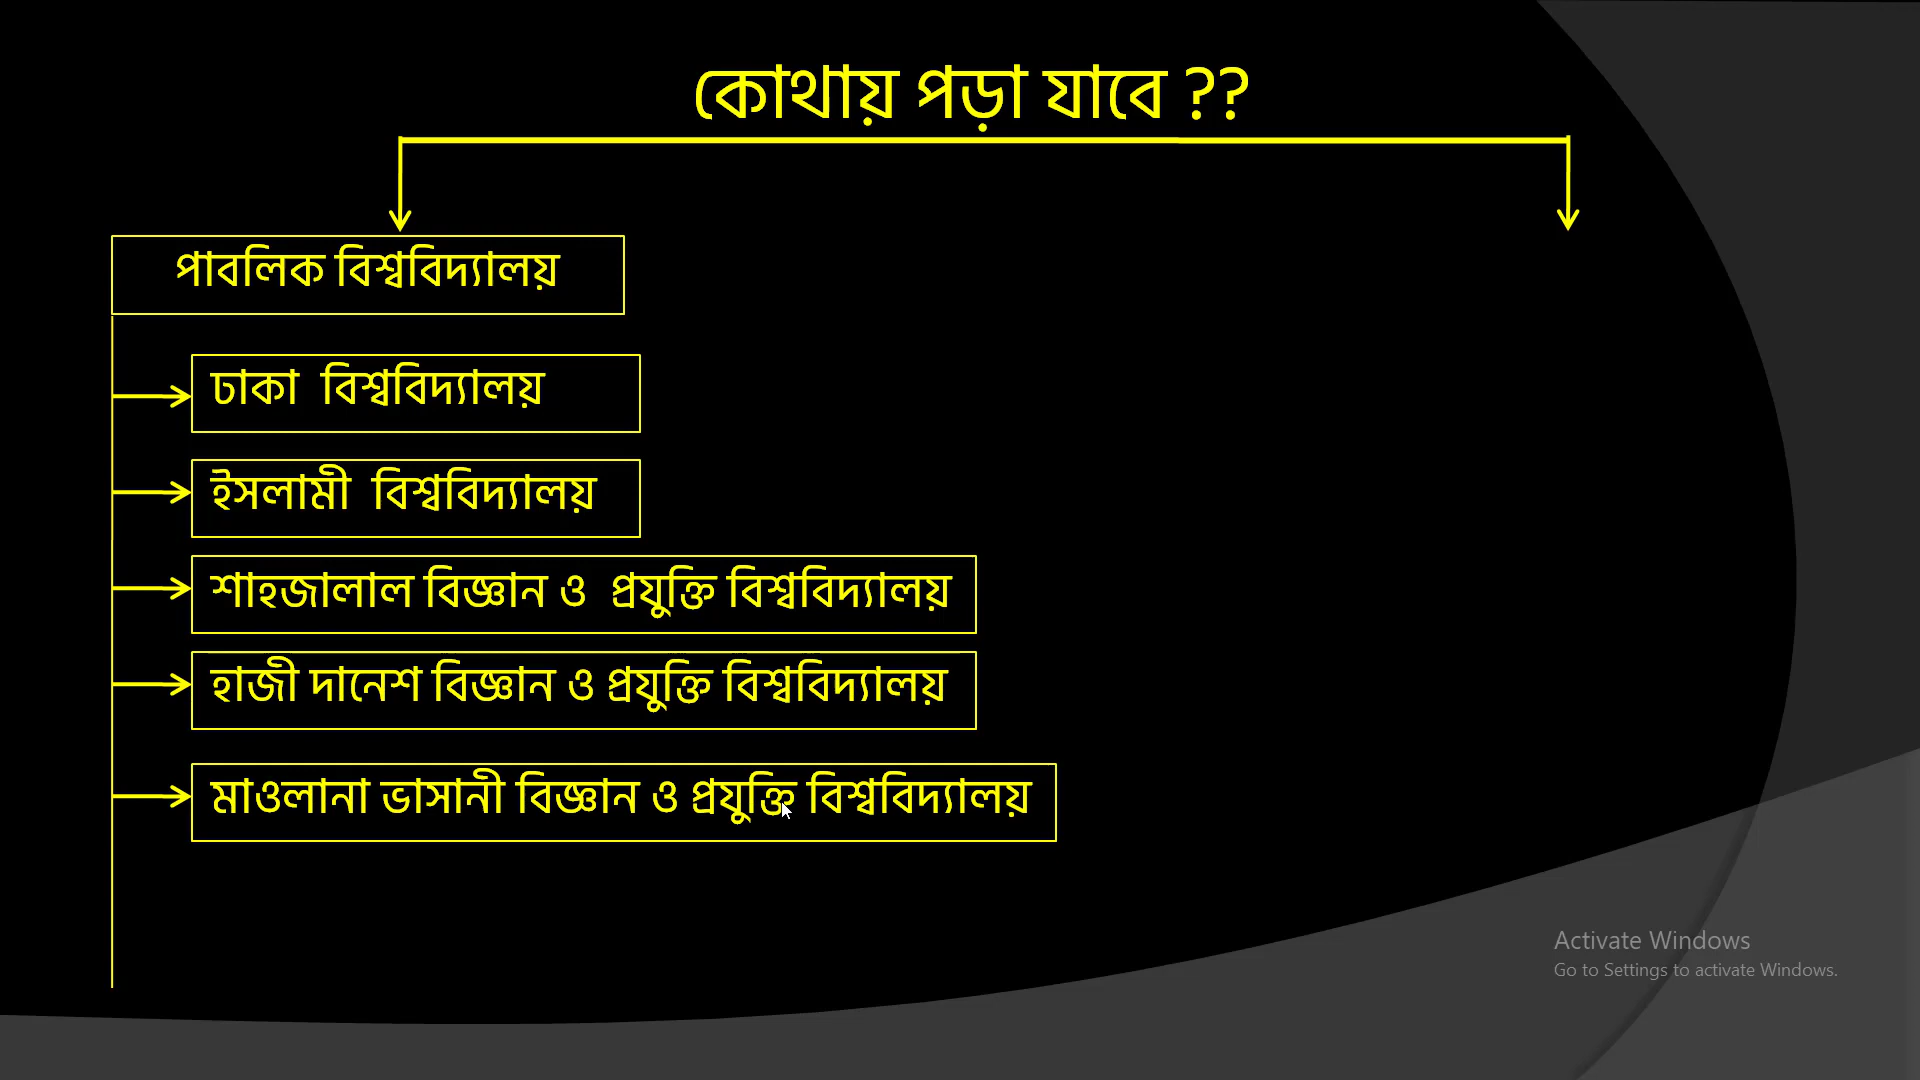 কোথায় পড়া যাবে ??
পাবলিক বিশ্ববিদ্যালয়
ঢাকা বিশ্ববিদ্যালয়
ইসলামী বিশ্ববিদ্যালয়
শাহজালাল বিজ্ঞান ও প্রযুক্তি বিশ্ববিদ্যালয়
হাজী দানেশ বিজ্ঞান ও প্রযুক্তি বিশ্ববিদ্যালয়
মাওলানা ভাসানী বিজ্ঞান ও প্রযুক্তি বিশ্ববিদ্যালয়
Activate Windows
Go to Settings to activate Windows.